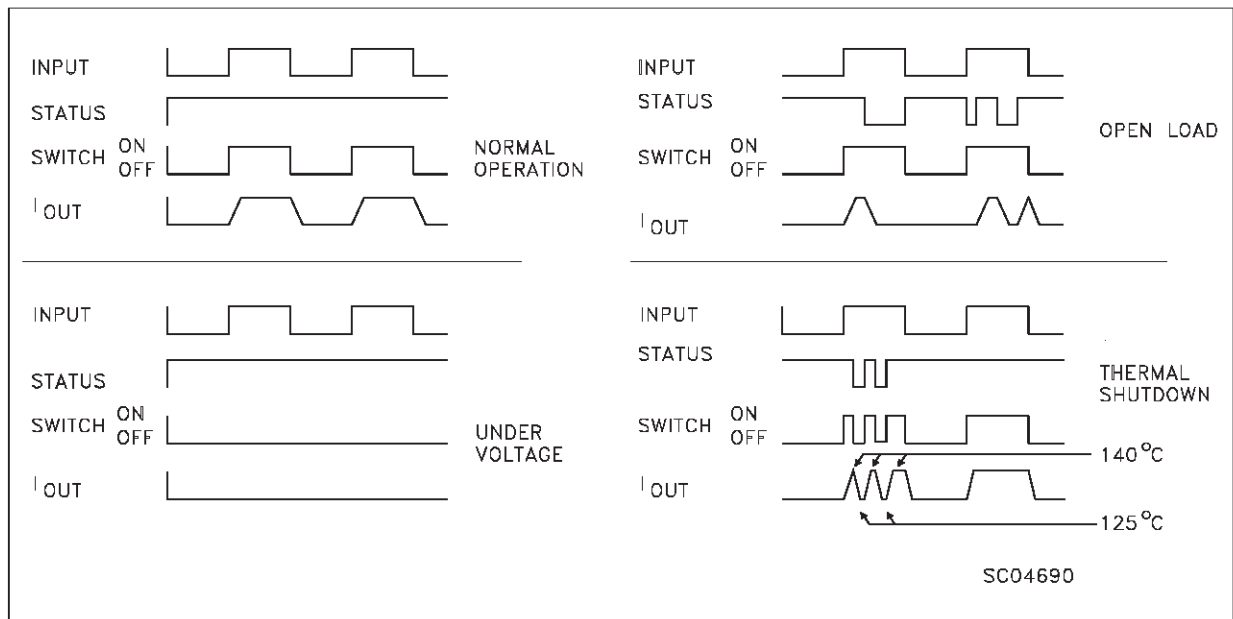 INPUT
STATUS
SWITCH ON
OFF
I OUT
NORMAL
OPERATION
INPUT
STATUS
SWITCH ON
OFF
I OUT
OPEN LOAD
INPUT
STATUS
SWITCH ON
OFF
I OUT
UNDER
VOLTAGE
INPUT
STATUS
SWITCH ON
OFF
I OUT
THERMAL
SHUTDOWN
140°C
125°C
SC04690